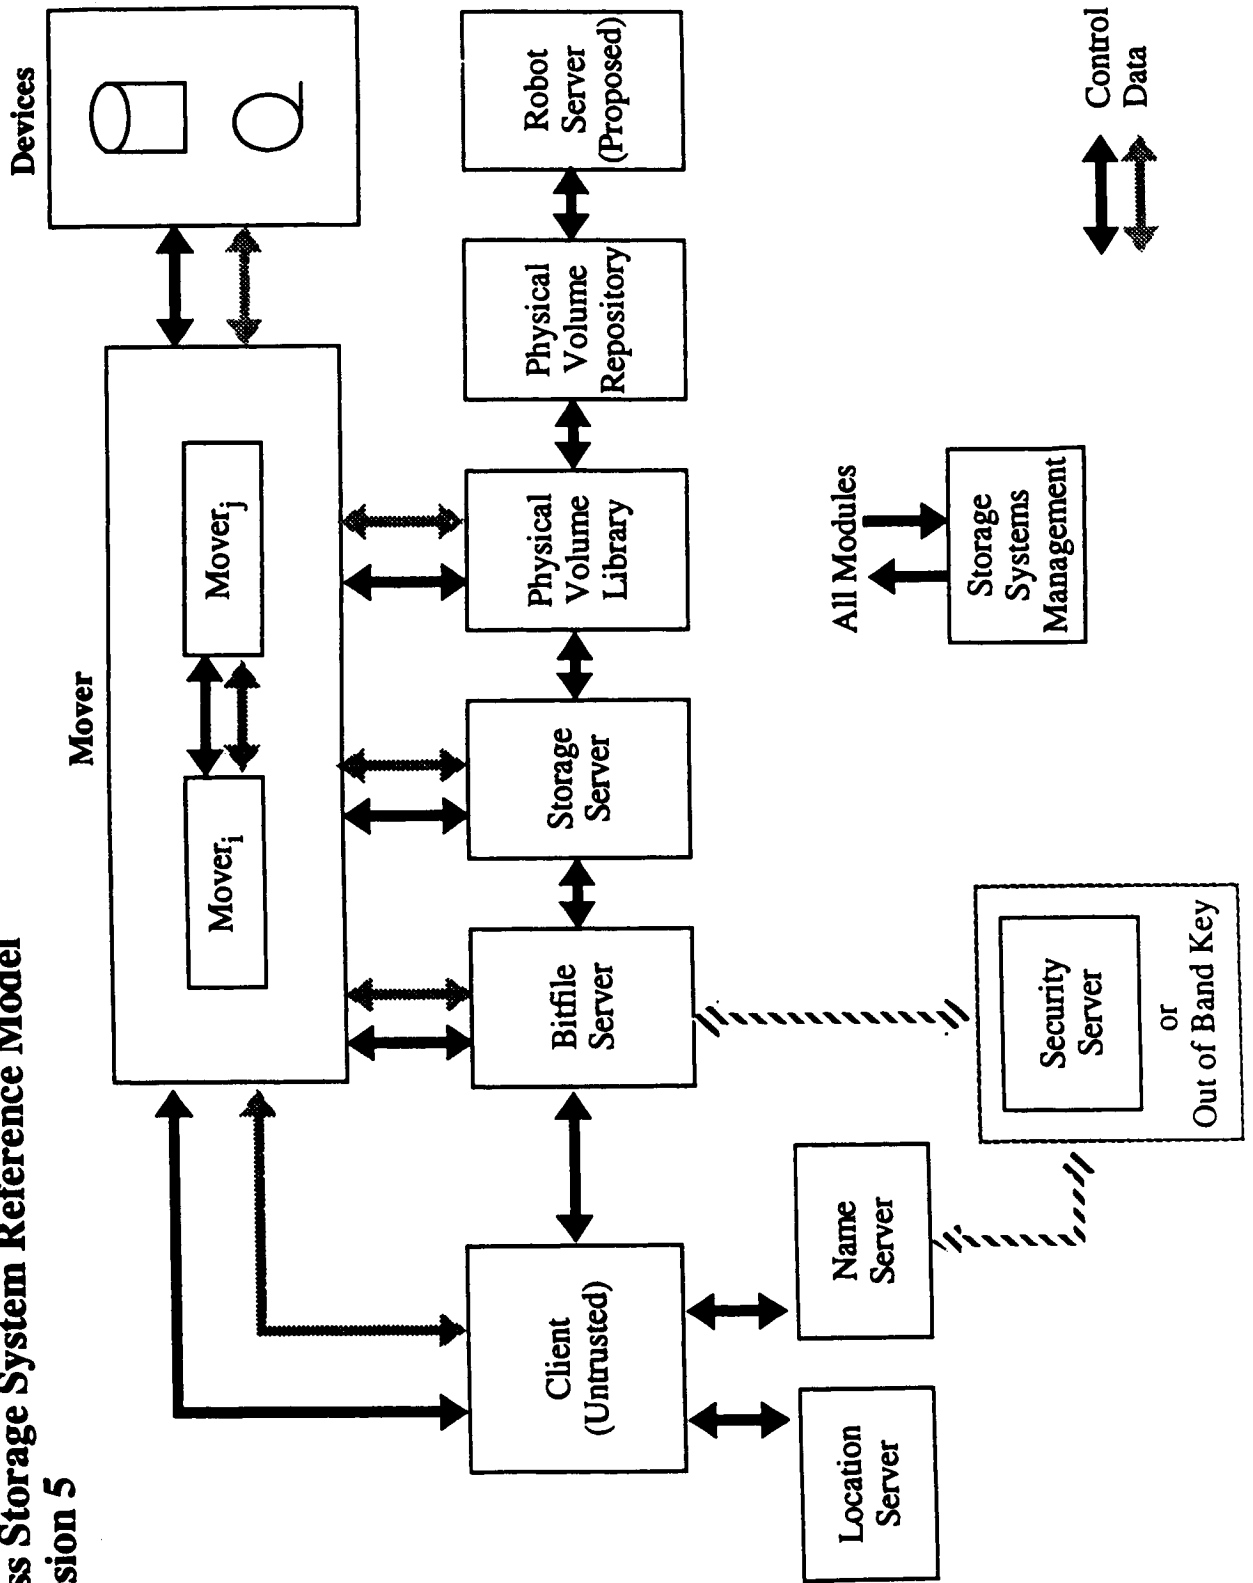 ss Storage System Reference Model
sion 5
Mover
Devices
Mover i
Mover j
Client
(Untrusted)
Bitfile
Server
Storage
Server
Physical
Volume
Library
Physical
Volume
Repository
Robot
Server
(Proposed)
Location
Server
Name
Server
Security
Server
or
Out of Band Key
All Modules
Storage
Systems
Management
Control
Data